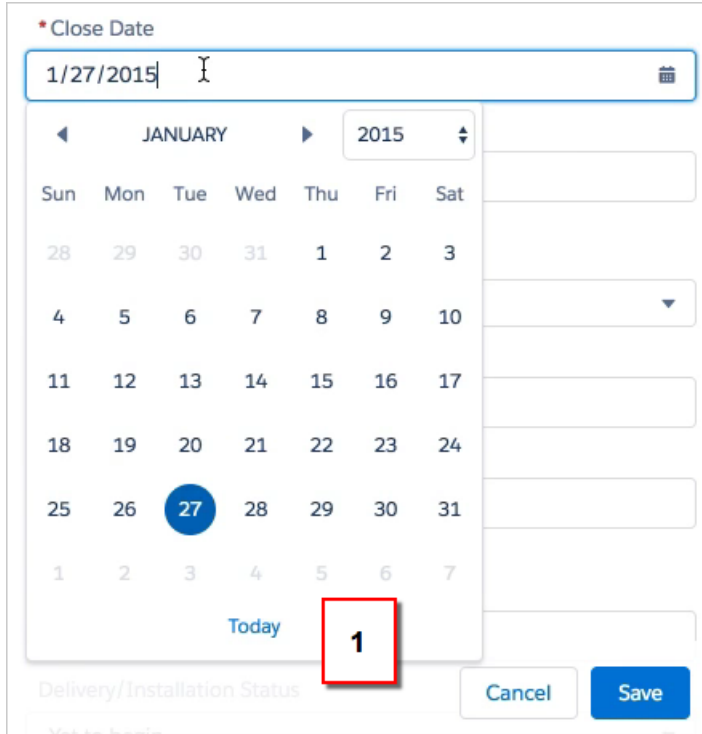 * Close Date
1/27/2015
JANUARY 2015
Sun Mon Tue Wed Thu Fri Sat
28 29 30 31 1 2 3
4 5 6 7 8 9 10
11 12 13 14 15 16 17
18 19 20 21 22 23 24
25 26 27 28 29 30 31
1 2 3 4 5 6 7
Today
1
Delivery/Installation Status
Cancel Save
Yet to begin